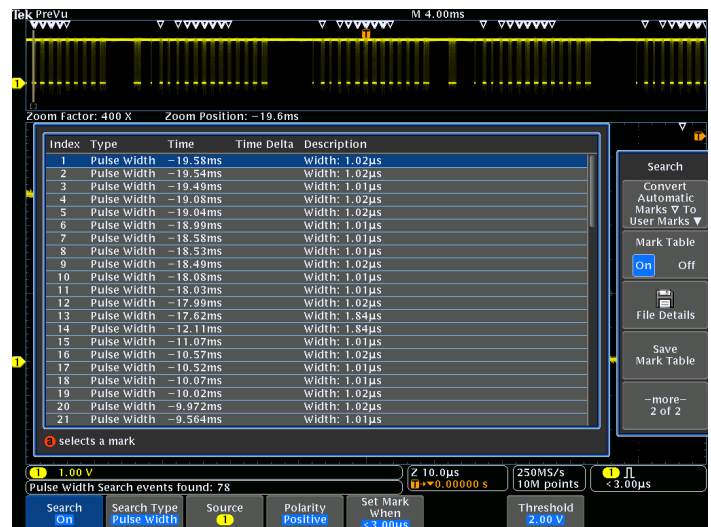 Tek PreVu M 4.00ms
T
1
Zoom Factor: 400 X Zoom Position: −19.6ms
T
Index Type Time Time Delta Description
1 Pulse Width −19.58ms Width: 1.02µs
2 Pulse Width −19.54ms Width: 1.02µs
3 Pulse Width −19.49ms Width: 1.01µs
4 Pulse Width −19.08ms Width: 1.02µs
5 Pulse Width −19.04ms Width: 1.02µs
6 Pulse Width −18.99ms Width: 1.01µs
7 Pulse Width −18.58ms Width: 1.01µs
8 Pulse Width −18.53ms Width: 1.01µs
9 Pulse Width −18.49ms Width: 1.02µs
10 Pulse Width −18.08ms Width: 1.01µs
11 Pulse Width −18.03ms Width: 1.01µs
12 Pulse Width −17.99ms Width: 1.02µs
13 Pulse Width −17.62ms Width: 1.84µs
14 Pulse Width −12.11ms Width: 1.84µs
15 Pulse Width −11.07ms Width: 1.01µs
16 Pulse Width −10.57ms Width: 1.02µs
17 Pulse Width −10.52ms Width: 1.01µs
18 Pulse Width −10.07ms Width: 1.01µs
19 Pulse Width −10.02ms Width: 1.02µs
20 Pulse Width −9.972ms Width: 1.02µs
21 Pulse Width −9.564ms Width: 1.01µs
a selects a mark
Search
Convert
Automatic
Marks ▽ To
User Marks ▼
Mark Table
On Off
File Details
Save
Mark Table
−more−
2 of 2
1
1 1.00 V
Pulse Width Search events found: 78
Z 10.0µs
T→▼0.00000 s
250MS/s
10M points
1
<3.00µs
Search
On
Search Type
Pulse Width
Source
1
Polarity
Positive
Set Mark
When
<3.00µs
Threshold
2.00 V